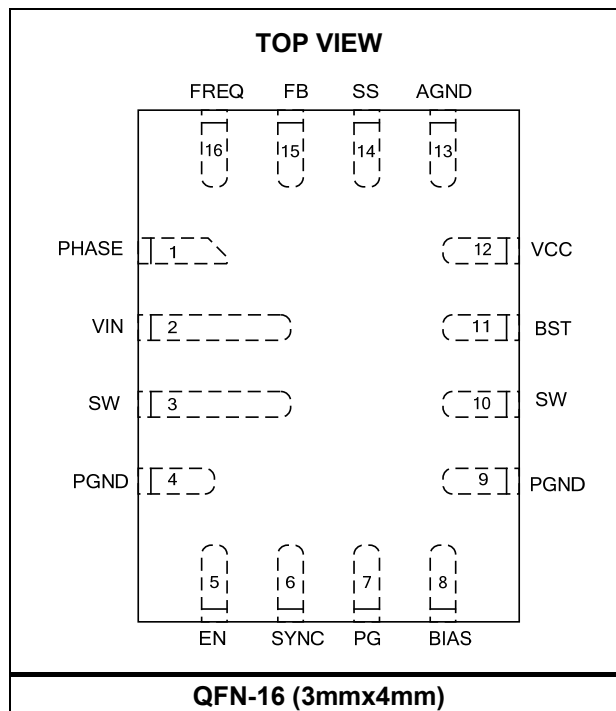 TOP VIEW
FREQ FB SS AGND
16 15 14 13
PHASE 1 12 VCC
VIN 2 11 BST
SW 3 10 SW
PGND 4 9 PGND
5 6 7 8
EN SYNC PG BIAS
QFN-16 (3mmx4mm)